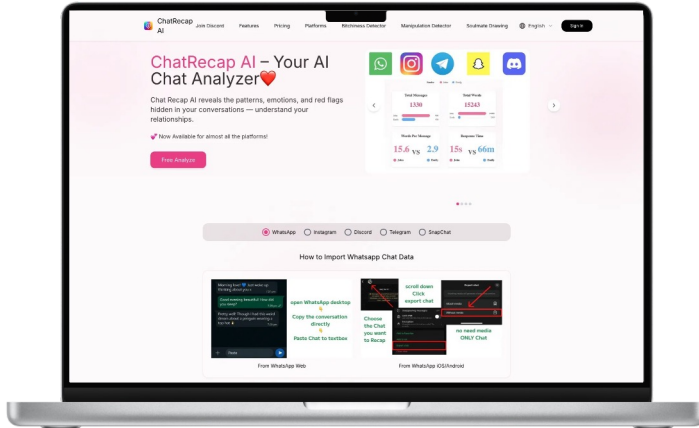 ChatRecap AI
Join Discord
Features
Pricing
Platforms
Bitchiness Detector
Manipulation Detector
Soulmate Drawing
English
Sign In
ChatRecap AI – Your AI
Chat Analyzer❤️
Chat Recap AI reveals the patterns, emotions, and red flags
hidden in your conversations — understand your
relationships.
💕 Now Available for almost all the platforms!
Free Analyze
Total Messages
1330
Total Words
15243
Words Per Message
15.6 vs 2.9
Response Time
15s vs 66m
WhatsApp
Instagram
Discord
Telegram
SnapChat
How to Import Whatsapp Chat Data
open WhatsApp desktop
👇
Copy the conversation
directly
👇
Paste Chat to textbox
Choose
the Chat
you want
to Recap
scroll down
Click
export chat
no need media
ONLY Chat
From WhatsApp Web
From WhatsApp iOS/Android